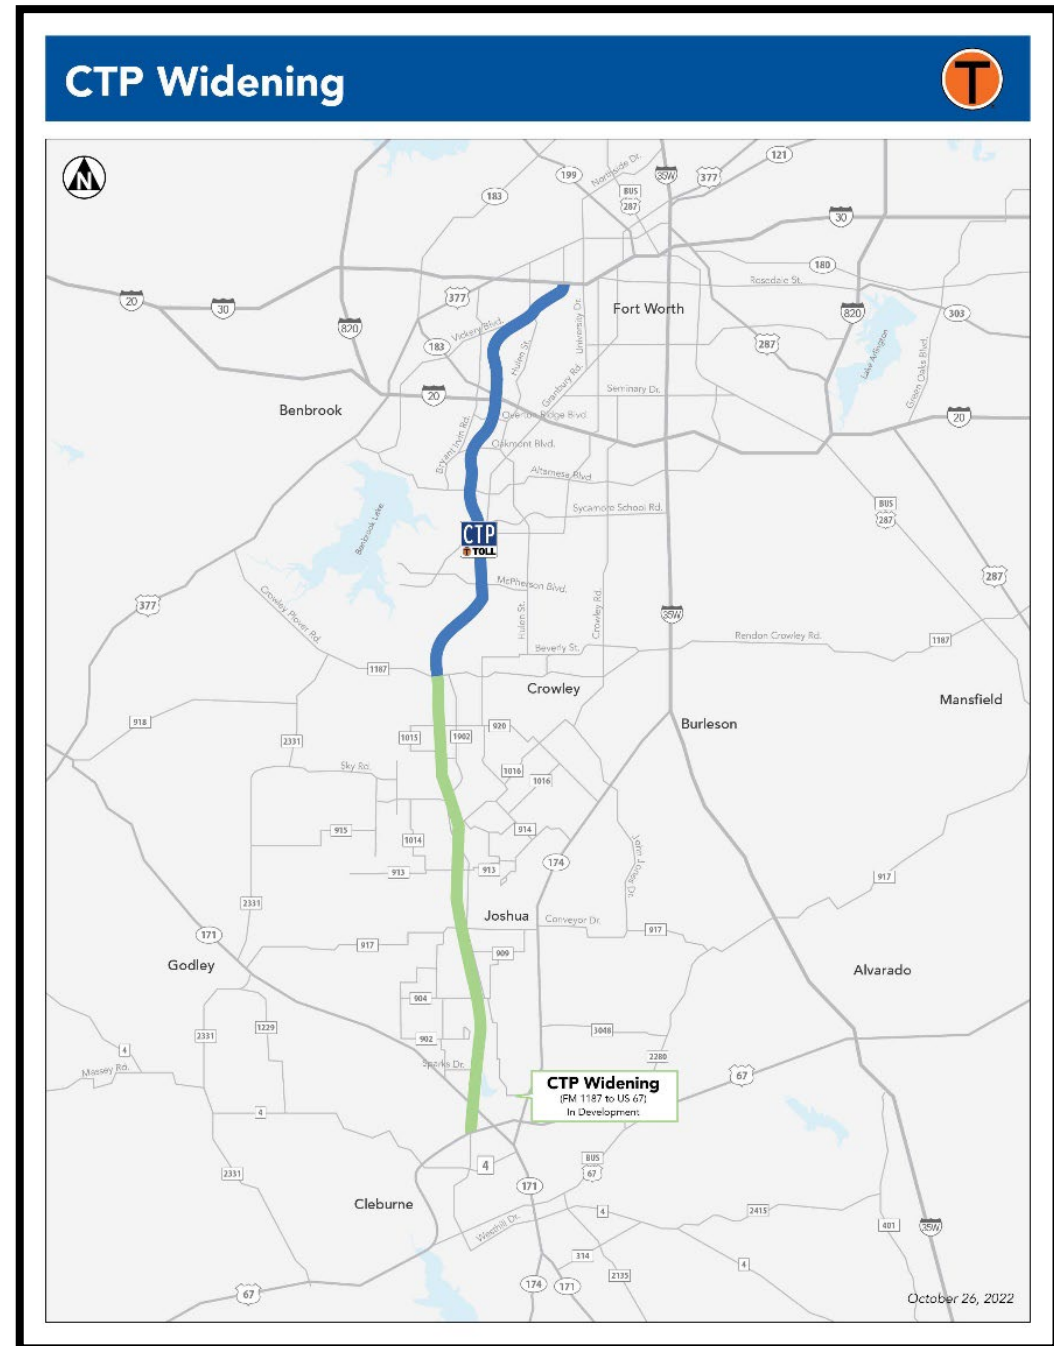 CTP Widening
T
N
121
199
Northside Dr.
35W
377
183
BUS
287
30
180
20
30
377
Rosedale St.
820
Fort Worth
820
303
Vickery Blvd.
183
Hulen St.
University Dr.
287
Lake Arlington
Green Oaks Blvd.
Granbury Rd.
Seminary Dr.
20
Benbrook
20
Overton Ridge Blvd.
Bryant Irvin Rd.
Oakmont Blvd.
Altamesa Blvd
BUS
287
Sycamore School Rd.
Benbrook Lake
CTP
T TOLL
287
McPherson Blvd.
377
Crowley Plover Rd.
Hulen St.
Crowley Rd.
35W
Rendon Crowley Rd.
1187
Beverly St.
1187
Crowley
Mansfield
918
920
Burleson
2331
1015
1902
Sky Rd.
1016
1016
915
914
1014
174
John Jones Dr.
913
913
917
2331
Joshua
Conveyor Dr.
171
917
917
909
Godley
Alvarado
904
1229
3048
2331
902
4
2280
Sparks Dr.
Massey Rd.
67
CTP Widening
(FM 1187 to US 67)
In Development
4
4
BUS
67
2331
171
Cleburne
4
2415
401
35W
Westhill Dr.
314
4
2135
174
171
67
October 26, 2022